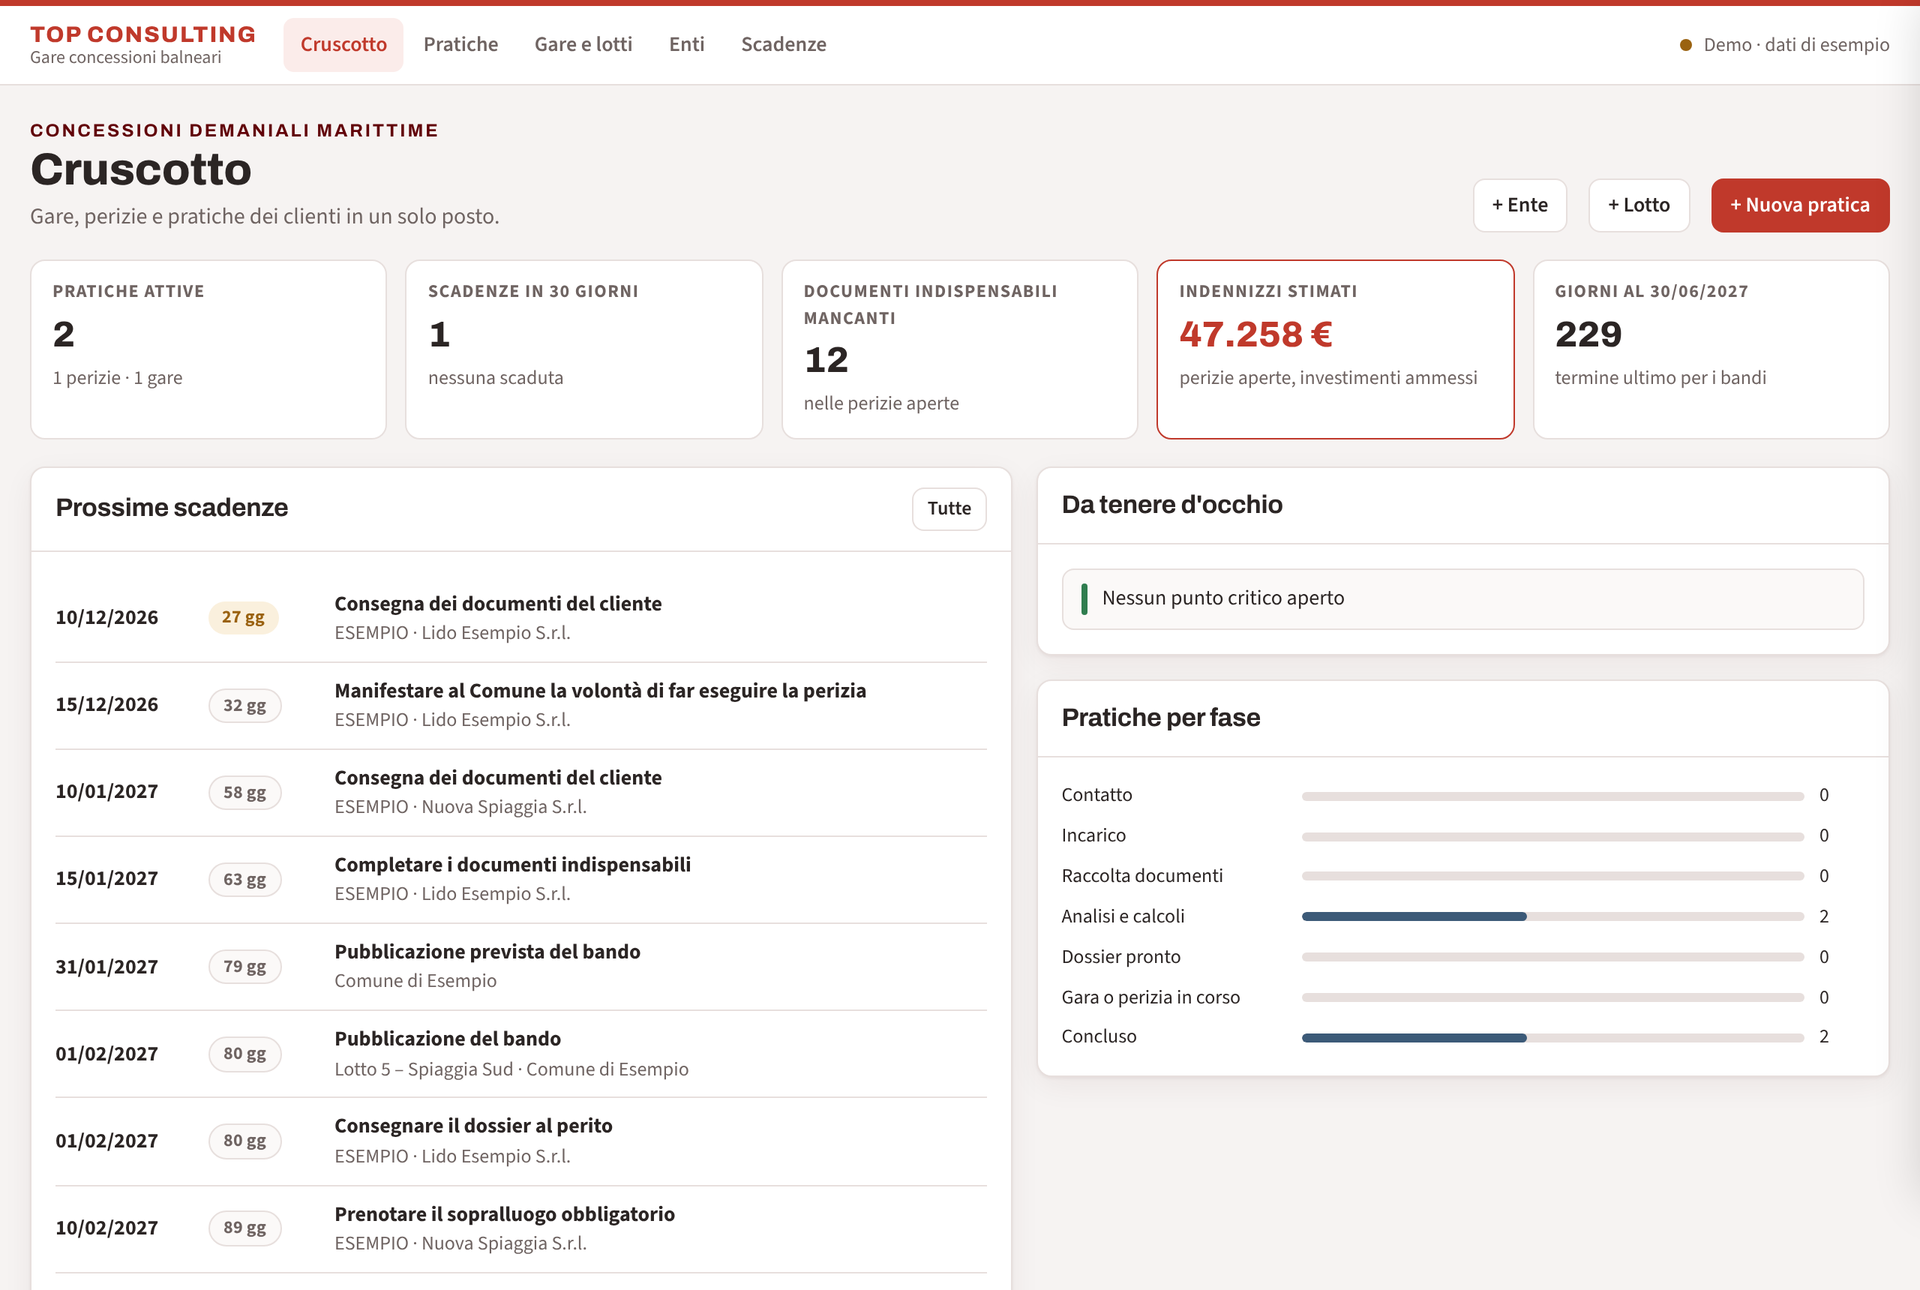 TOP CONSULTING
Gare concessioni balneari
Cruscotto
Pratiche
Gare e lotti
Enti
Scadenze
Demo · dati di esempio
CONCESSIONI DEMANIALI MARITTIME
Cruscotto
Gare, perizie e pratiche dei clienti in un solo posto.
+ Ente
+ Lotto
+ Nuova pratica
PRATICHE ATTIVE
2
1 perizie · 1 gare
SCADENZE IN 30 GIORNI
1
nessuna scaduta
DOCUMENTI INDISPENSABILI
MANCANTI
12
nelle perizie aperte
INDENNIZZI STIMATI
47.258 €
perizie aperte, investimenti ammessi
GIORNI AL 30/06/2027
229
termine ultimo per i bandi
Prossime scadenze
Tutte
10/12/2026
27 gg
Consegna dei documenti del cliente
ESEMPIO · Lido Esempio S.r.l.
15/12/2026
32 gg
Manifestare al Comune la volontà di far eseguire la perizia
ESEMPIO · Lido Esempio S.r.l.
10/01/2027
58 gg
Consegna dei documenti del cliente
ESEMPIO · Nuova Spiaggia S.r.l.
15/01/2027
63 gg
Completare i documenti indispensabili
ESEMPIO · Lido Esempio S.r.l.
31/01/2027
79 gg
Pubblicazione prevista del bando
Comune di Esempio
01/02/2027
80 gg
Pubblicazione del bando
Lotto 5 – Spiaggia Sud · Comune di Esempio
01/02/2027
80 gg
Consegnare il dossier al perito
ESEMPIO · Lido Esempio S.r.l.
10/02/2027
89 gg
Prenotare il sopralluogo obbligatorio
ESEMPIO · Nuova Spiaggia S.r.l.
Da tenere d'occhio
Nessun punto critico aperto
Pratiche per fase
Contatto 0
Incarico 0
Raccolta documenti 0
Analisi e calcoli 2
Dossier pronto 0
Gara o perizia in corso 0
Concluso 2